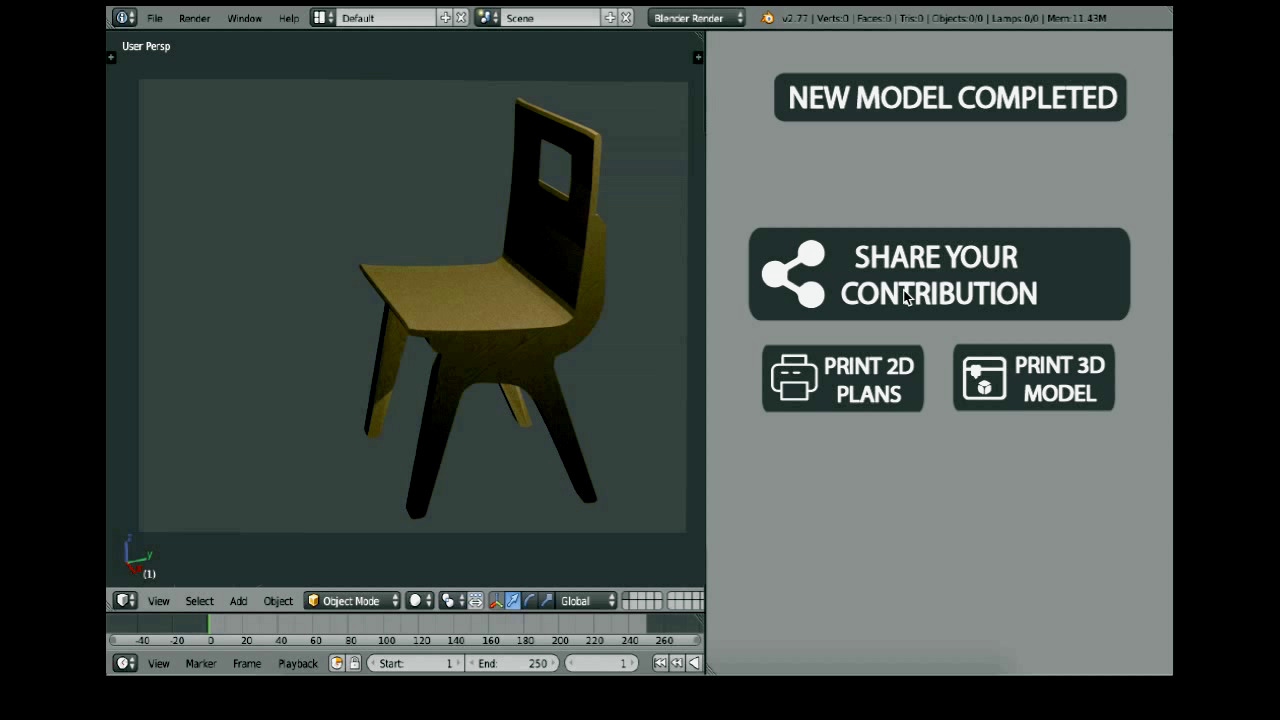 File Render Window Help Default Scene Blender Render v2.77 | Verts:0 | Faces:0 | Tris:0 | Objects:0/0 | Lamps:0/0 | Mem:11.43M
User Persp
NEW MODEL COMPLETED
SHARE YOUR
CONTRIBUTION
PRINT 2D
PLANS
PRINT 3D
MODEL
z
y
x
(1)
View Select Add Object Object Mode Global
-40 -20 0 20 40 60 80 100 120 140 160 180 200 220 240 260
View Marker Frame Playback Start: 1 End: 250 1